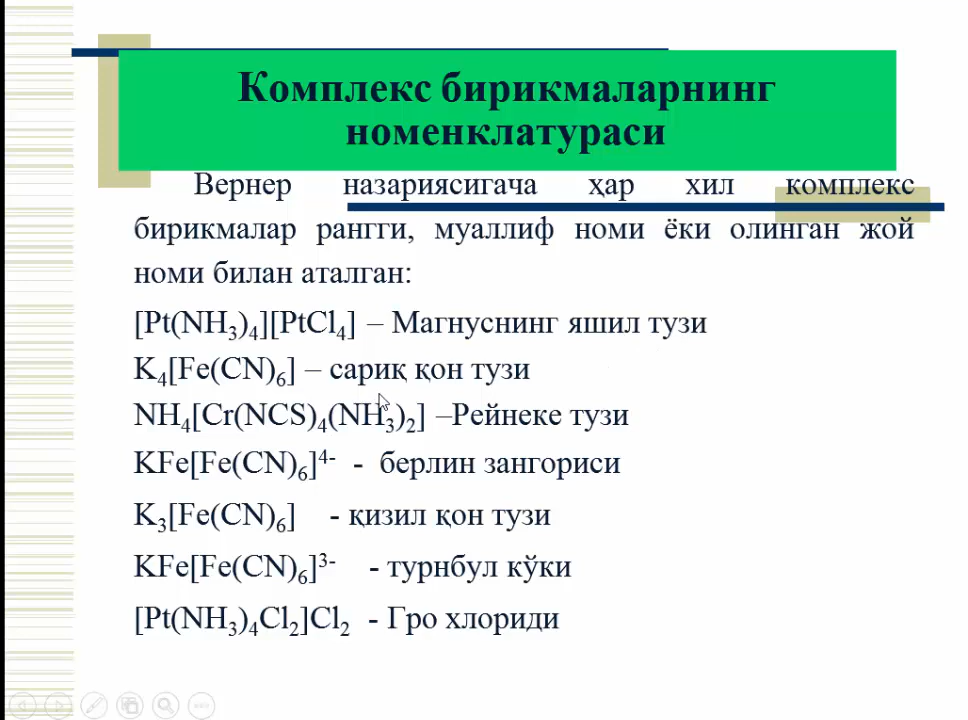 Комплекс бирикмаларнинг
номенклатураси
Вернер назариясигача ҳар хил комплекс
бирикмалар рангги, муаллиф номи ёки олинган жой
номи билан аталган:
[Pt(NH₃)₄][PtCl₄] – Магнуснинг яшил тузи
K₄[Fe(CN)₆] – сариқ қон тузи
NH₄[Cr(NCS)₄(NH₃)₂] –Рейнеке тузи
KFe[Fe(CN)₆]⁴⁻ - берлин зангориси
K₃[Fe(CN)₆] - қизил қон тузи
KFe[Fe(CN)₆]³⁻ - турнбул кўки
[Pt(NH₃)₄Cl₂]Cl₂ - Гро хлориди